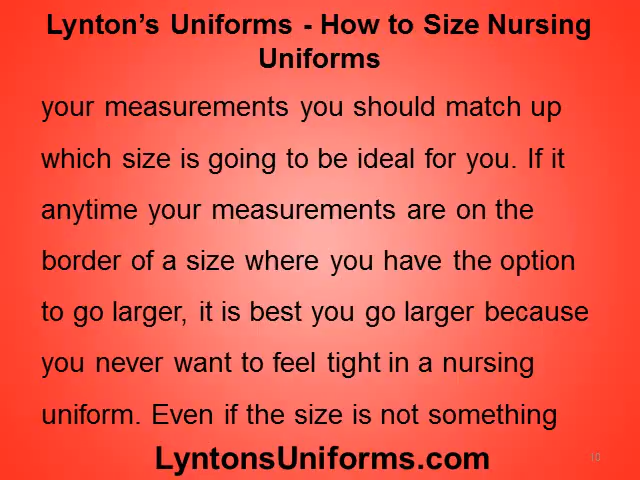 Lynton’s Uniforms - How to Size Nursing
Uniforms
your measurements you should match up
which size is going to be ideal for you. If it
anytime your measurements are on the
border of a size where you have the option
to go larger, it is best you go larger because
you never want to feel tight in a nursing
uniform. Even if the size is not something
LyntonsUniforms.com
10